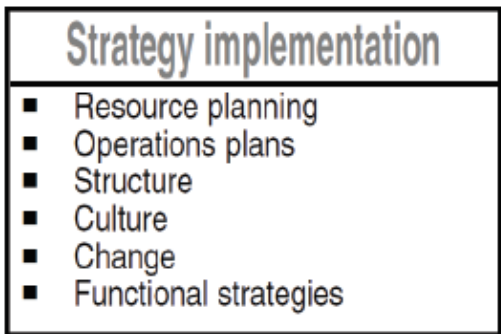 Strategy implementation
■ Resource planning
■ Operations plans
■ Structure
■ Culture
■ Change
■ Functional strategies